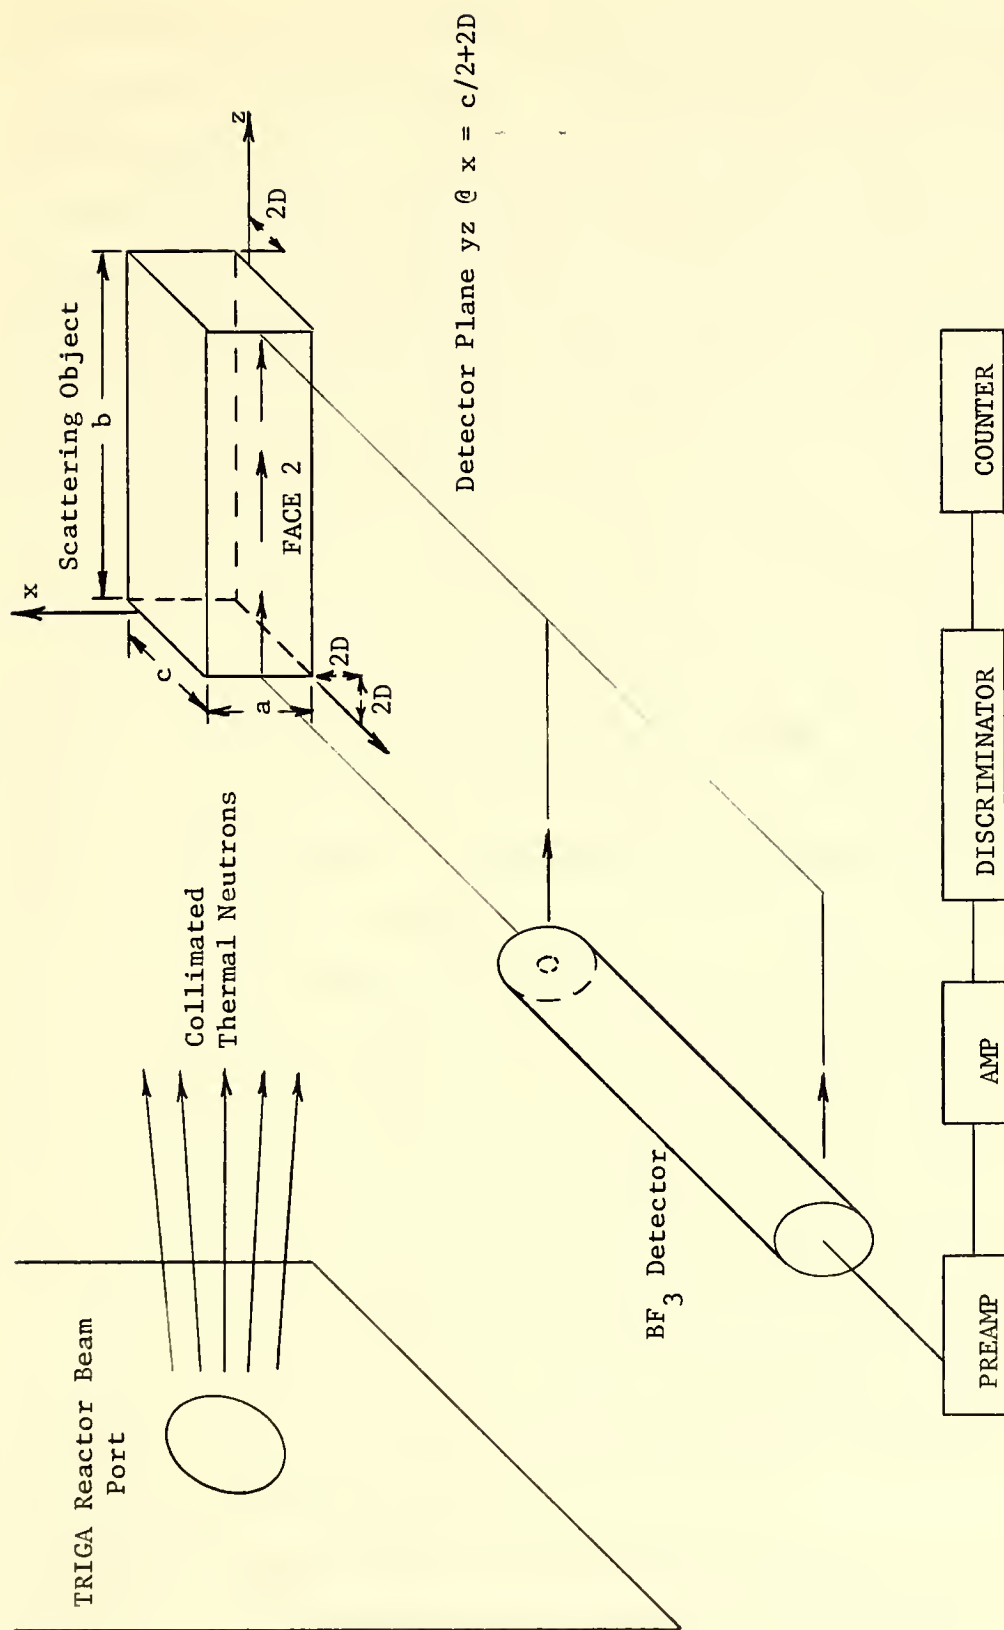 TRIGA Reactor Beam
Port
Collimated
Thermal Neutrons
x
Scattering Object
b
c
a
2D
2D
FACE 2
z
2D
Detector Plane yz @ x = c/2+2D
BF3 Detector
C
PREAMP
AMP
DISCRIMINATOR
COUNTER